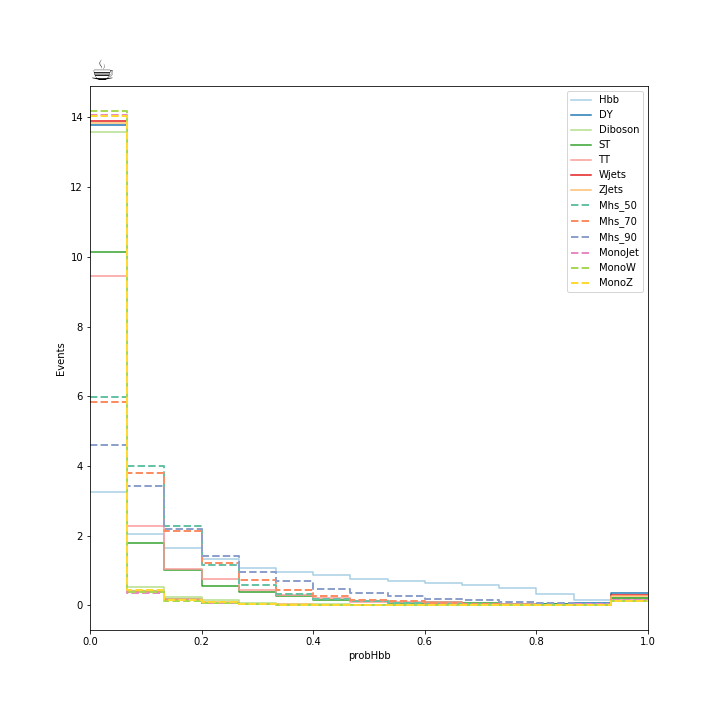 ☕
Hbb
DY
Diboson
ST
TT
Wjets
ZJets
Mhs_50
Mhs_70
Mhs_90
MonoJet
MonoW
MonoZ
14
12
10
8
6
4
2
0
Events
0.0 0.2 0.4 0.6 0.8 1.0
probHbb